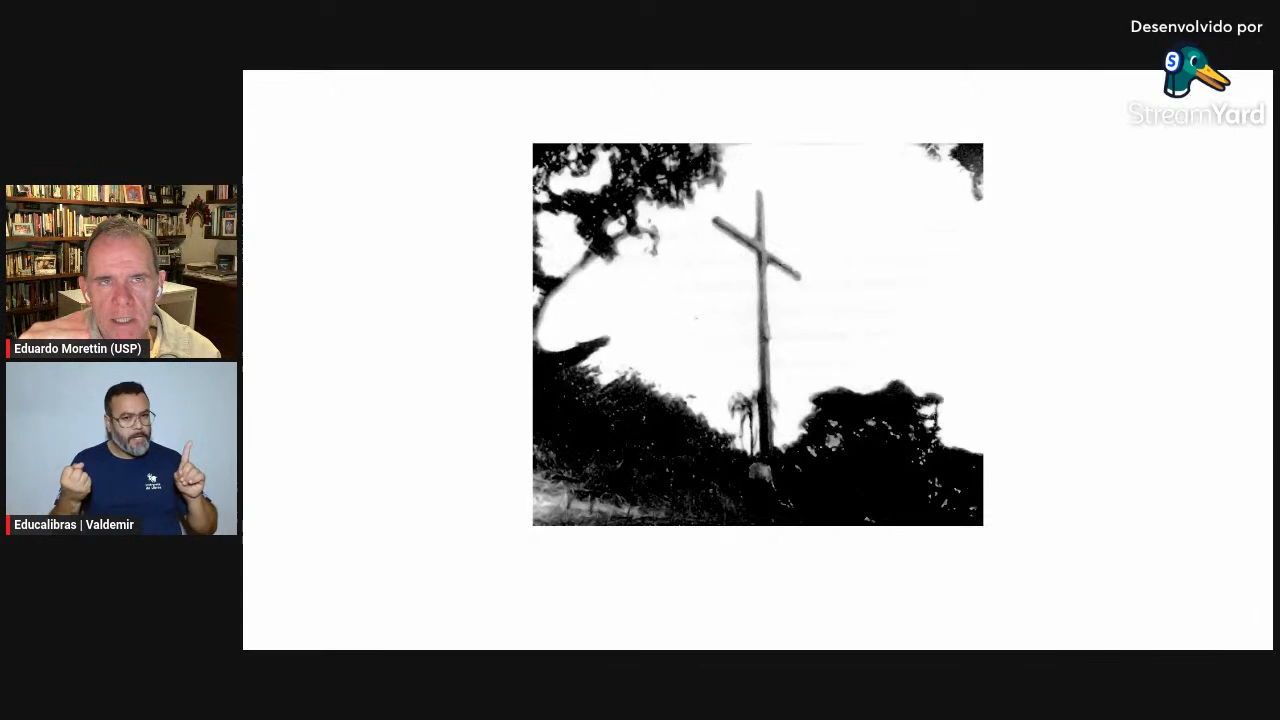 Desenvolvido por
S
StreamYard
Eduardo Morettin (USP)
Educalibras | Valdemir